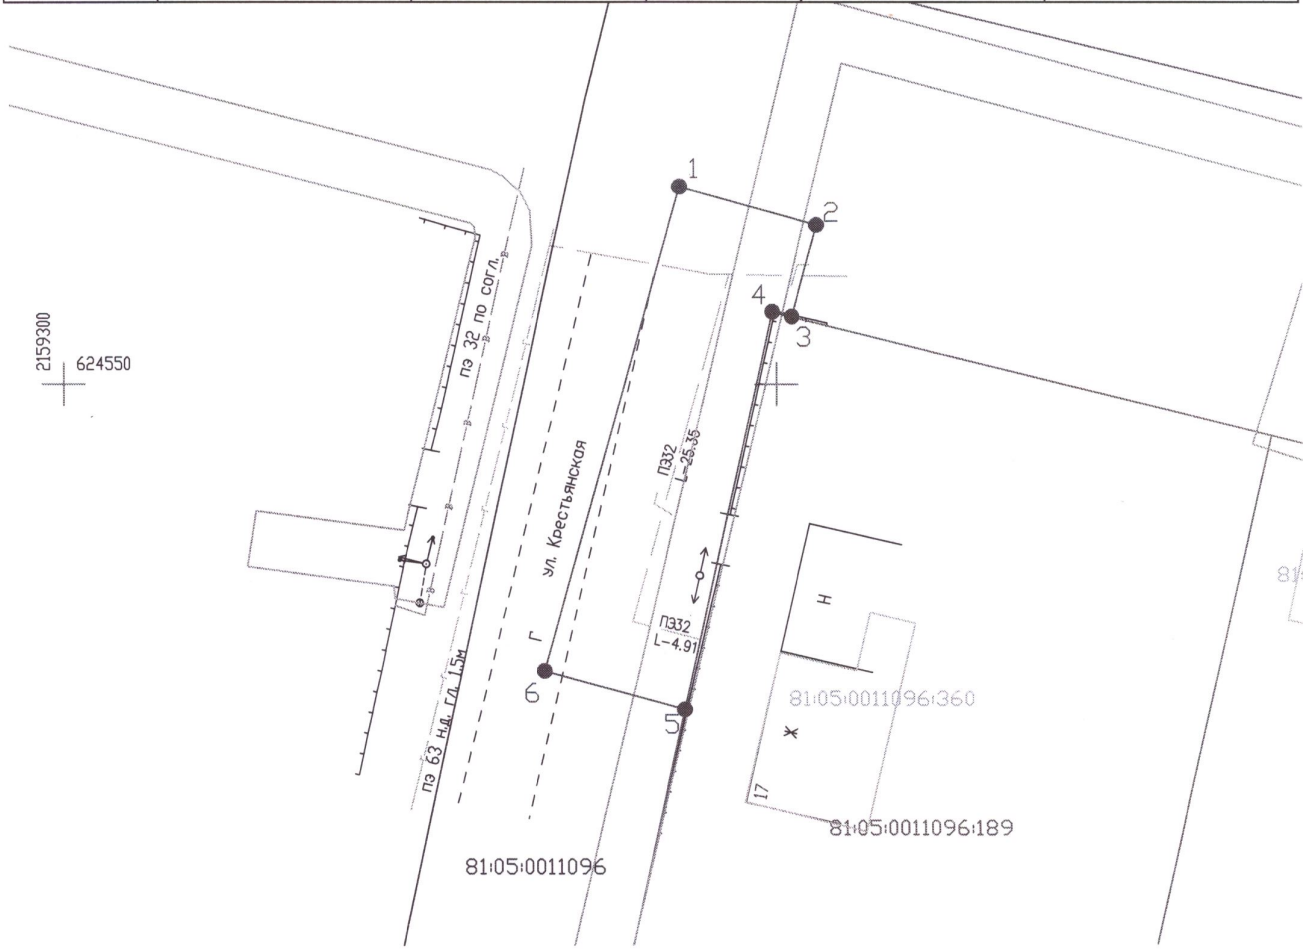 1
2
4
3
2159300
624550
пэ 32 по согл.
в
в
в
в
в
ул. Крестьянская
ПЭ32
L-25.35
Г
ПЭ32
L-4.91
Н
6
5
пэ 63 н.д. гл. 1.5м
81:05:0011096:360
Ж
17
81:05:0011096:189
81:05:0011096
81: